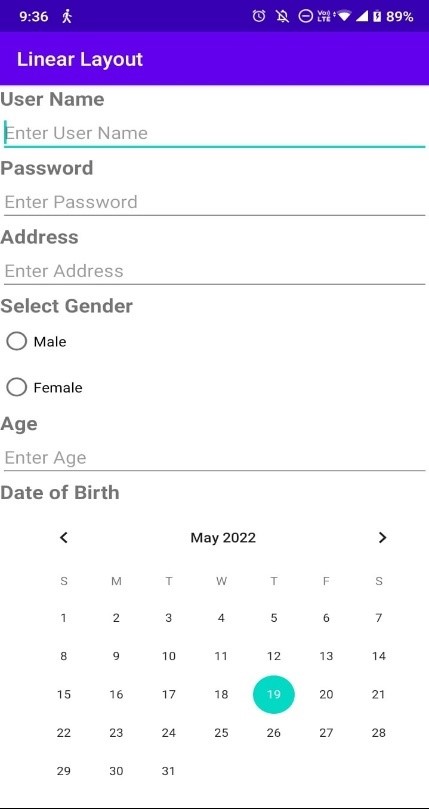 9:36 Vo) LTE 89%
Linear Layout
User Name
Enter User Name
Password
Enter Password
Address
Enter Address
Select Gender
Male
Female
Age
Enter Age
Date of Birth
May 2022
S M T W T F S
1 2 3 4 5 6 7
8 9 10 11 12 13 14
15 16 17 18 19 20 21
22 23 24 25 26 27 28
29 30 31